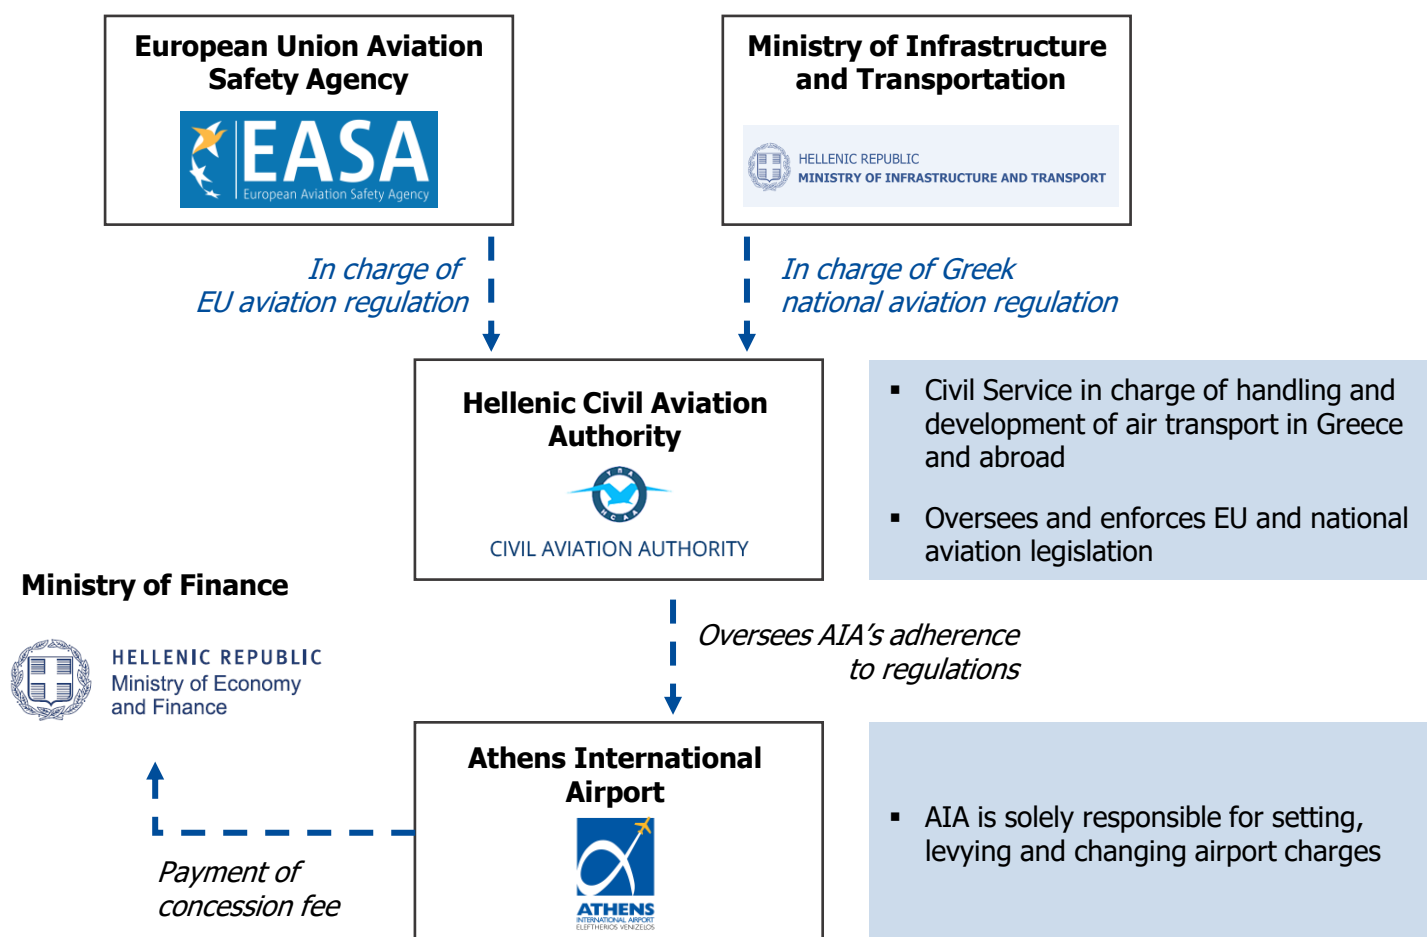 European Union Aviation
Safety Agency
EASA
European Aviation Safety Agency
Ministry of Infrastructure
and Transportation
HELLENIC REPUBLIC
MINISTRY OF INFRASTRUCTURE AND TRANSPORT
In charge of
EU aviation regulation
In charge of Greek
national aviation regulation
Hellenic Civil Aviation
Authority
ΥΠΑ
HCAA
CIVIL AVIATION AUTHORITY
▪ Civil Service in charge of handling and
development of air transport in Greece
and abroad
▪ Oversees and enforces EU and national
aviation legislation
Ministry of Finance
HELLENIC REPUBLIC
Ministry of Economy
and Finance
Oversees AIA’s adherence
to regulations
Athens International
Airport
ATHENS
INTERNATIONAL AIRPORT
ELEFTHERIOS VENIZELOS
▪ AIA is solely responsible for setting,
levying and changing airport charges
Payment of
concession fee